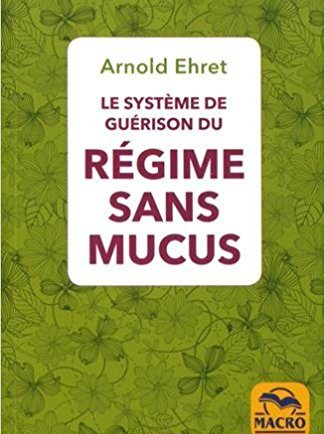 Arnold Ehret
LE SYSTÈME DE
GUÉRISON DU
RÉGIME
SANS
MUCUS
MACRO